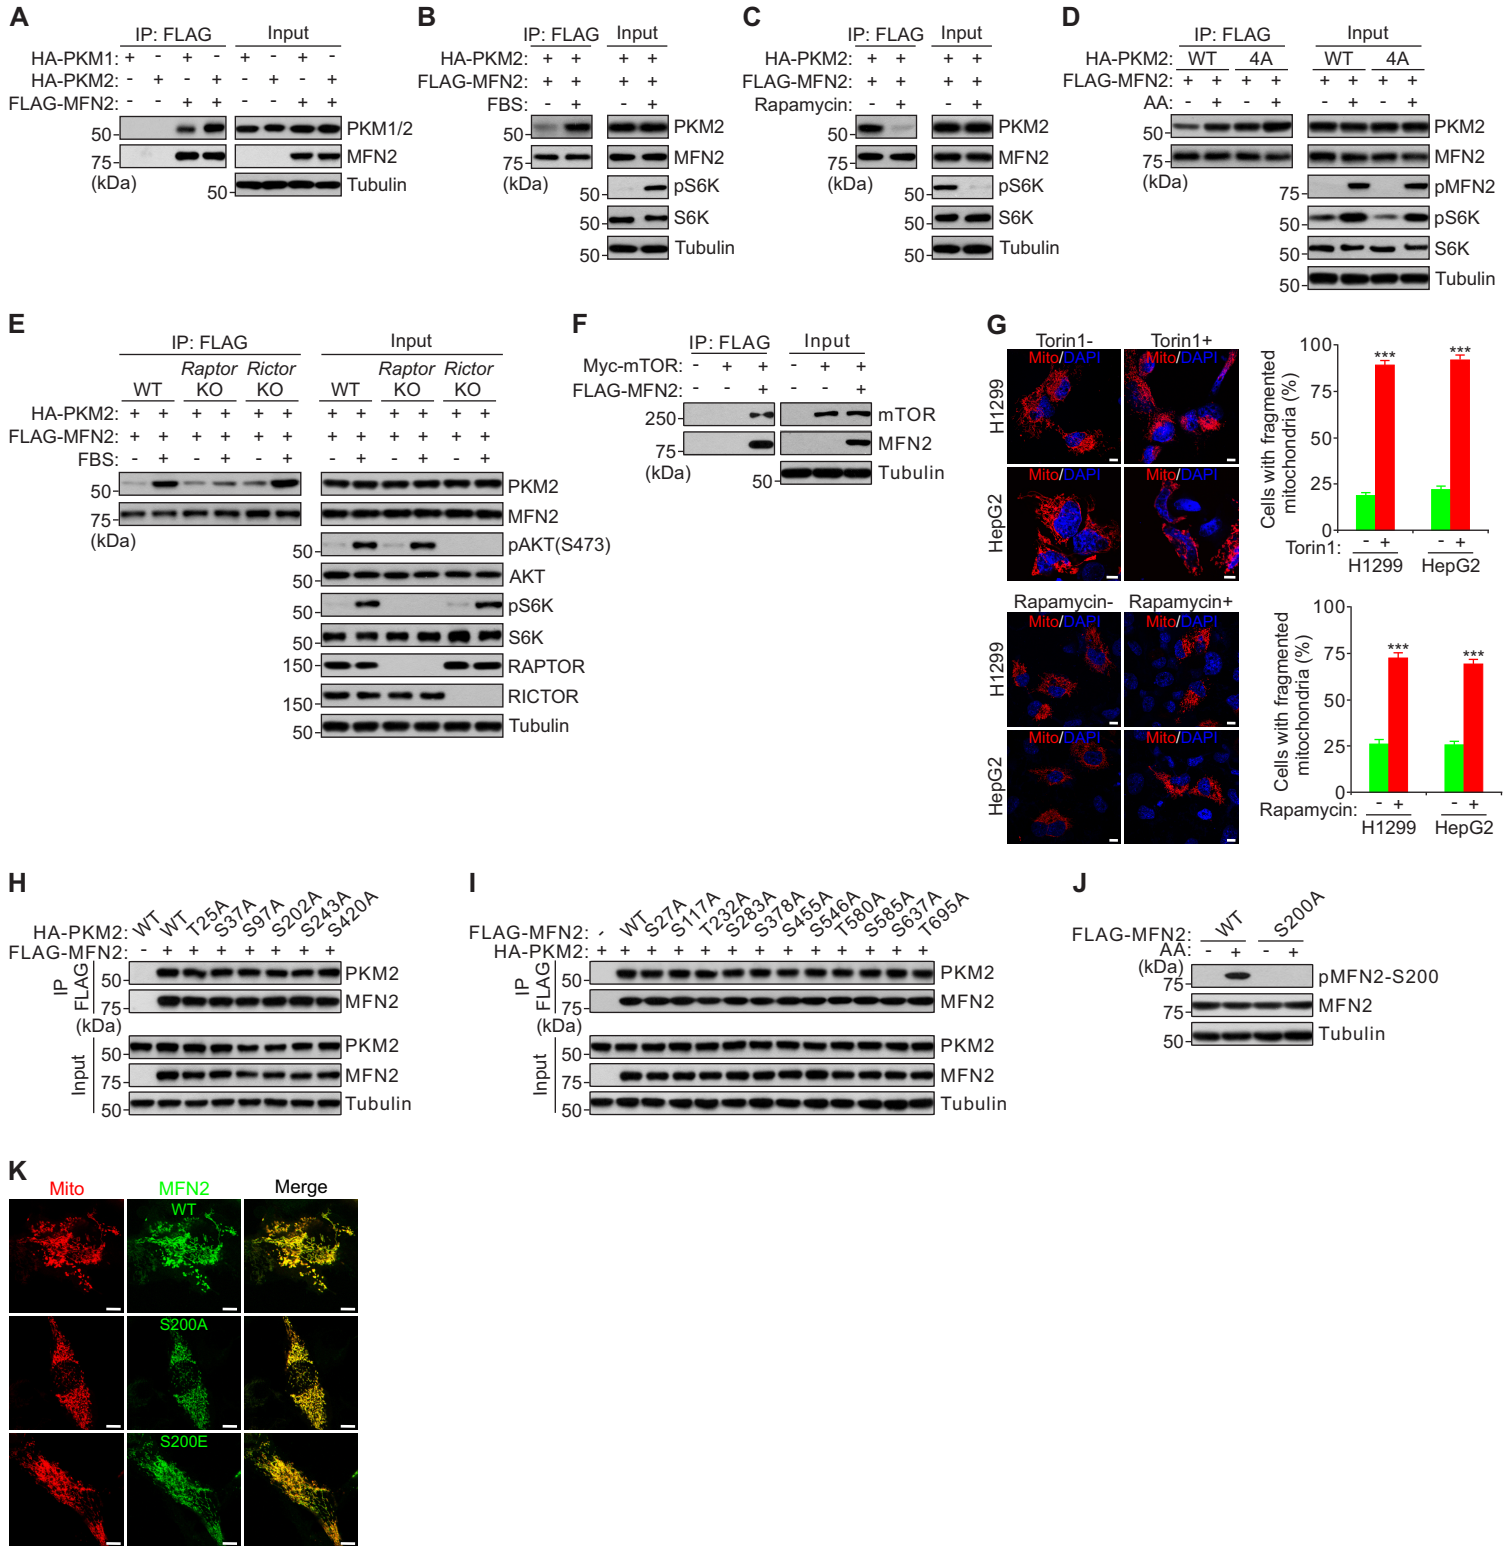 A
IP: FLAG Input
HA-PKM1: + - + - + - + -
HA-PKM2: - + - + - + - +
FLAG-MFN2: - - + + - - + +
50 PKM1/2
75 MFN2
(kDa) 50 Tubulin
B
IP: FLAG Input
HA-PKM2: + + + +
FLAG-MFN2: + + + +
FBS: - + - +
50 PKM2
75 MFN2
(kDa) 50 pS6K
50 S6K
50 Tubulin
C
IP: FLAG Input
HA-PKM2: + + + +
FLAG-MFN2: + + + +
Rapamycin: - + - +
50 PKM2
75 MFN2
(kDa) 50 pS6K
50 S6K
50 Tubulin
D
IP: FLAG Input
HA-PKM2: WT 4A WT 4A
FLAG-MFN2: + + + + + + + +
AA: - + - + - + - +
50 PKM2
75 MFN2
(kDa) 75 pMFN2
50 pS6K
50 S6K
50 Tubulin
E
IP: FLAG Input
Raptor Rictor Raptor Rictor
WT KO KO WT KO KO
HA-PKM2: + + + + + + + + + + + +
FLAG-MFN2: + + + + + + + + + + + +
FBS: - + - + - + - + - + - +
50 PKM2
75 MFN2
(kDa) 50 pAKT(S473)
50 AKT
50 pS6K
50 S6K
150 RAPTOR
150 RICTOR
50 Tubulin
F
IP: FLAG Input
Myc-mTOR: - + + - + +
FLAG-MFN2: - - + - - +
250 mTOR
75 MFN2
(kDa) 50 Tubulin
G
Torin1- Torin1+
H1299 Mito/DAPI Mito/DAPI
HepG2 Mito/DAPI Mito/DAPI
Cells with fragmented
mitochondria (%)
100
75
50
25
0
*** ***
Torin1: - + - +
H1299 HepG2
Rapamycin- Rapamycin+
H1299 Mito/DAPI Mito/DAPI
HepG2 Mito/DAPI Mito/DAPI
Cells with fragmented
mitochondria (%)
100
75
50
25
0
*** ***
Rapamycin: - + - +
H1299 HepG2
H
HA-PKM2: WT WT T25A S37A S97A S202A S243A S420A
FLAG-MFN2: - + + + + + + +
IP FLAG
50 PKM2
75 MFN2
(kDa)
Input
50 PKM2
75 MFN2
50 Tubulin
I
FLAG-MFN2: - WT S27A S117A T232A S283A S378A S455A S546A T580A S585A S637A T695A
HA-PKM2: + + + + + + + + + + + + +
IP FLAG
50 PKM2
75 MFN2
(kDa)
Input
50 PKM2
75 MFN2
50 Tubulin
J
FLAG-MFN2: WT S200A
AA: - + - +
(kDa)
75 pMFN2-S200
75 MFN2
50 Tubulin
K
Mito MFN2 Merge
WT
S200A
S200E